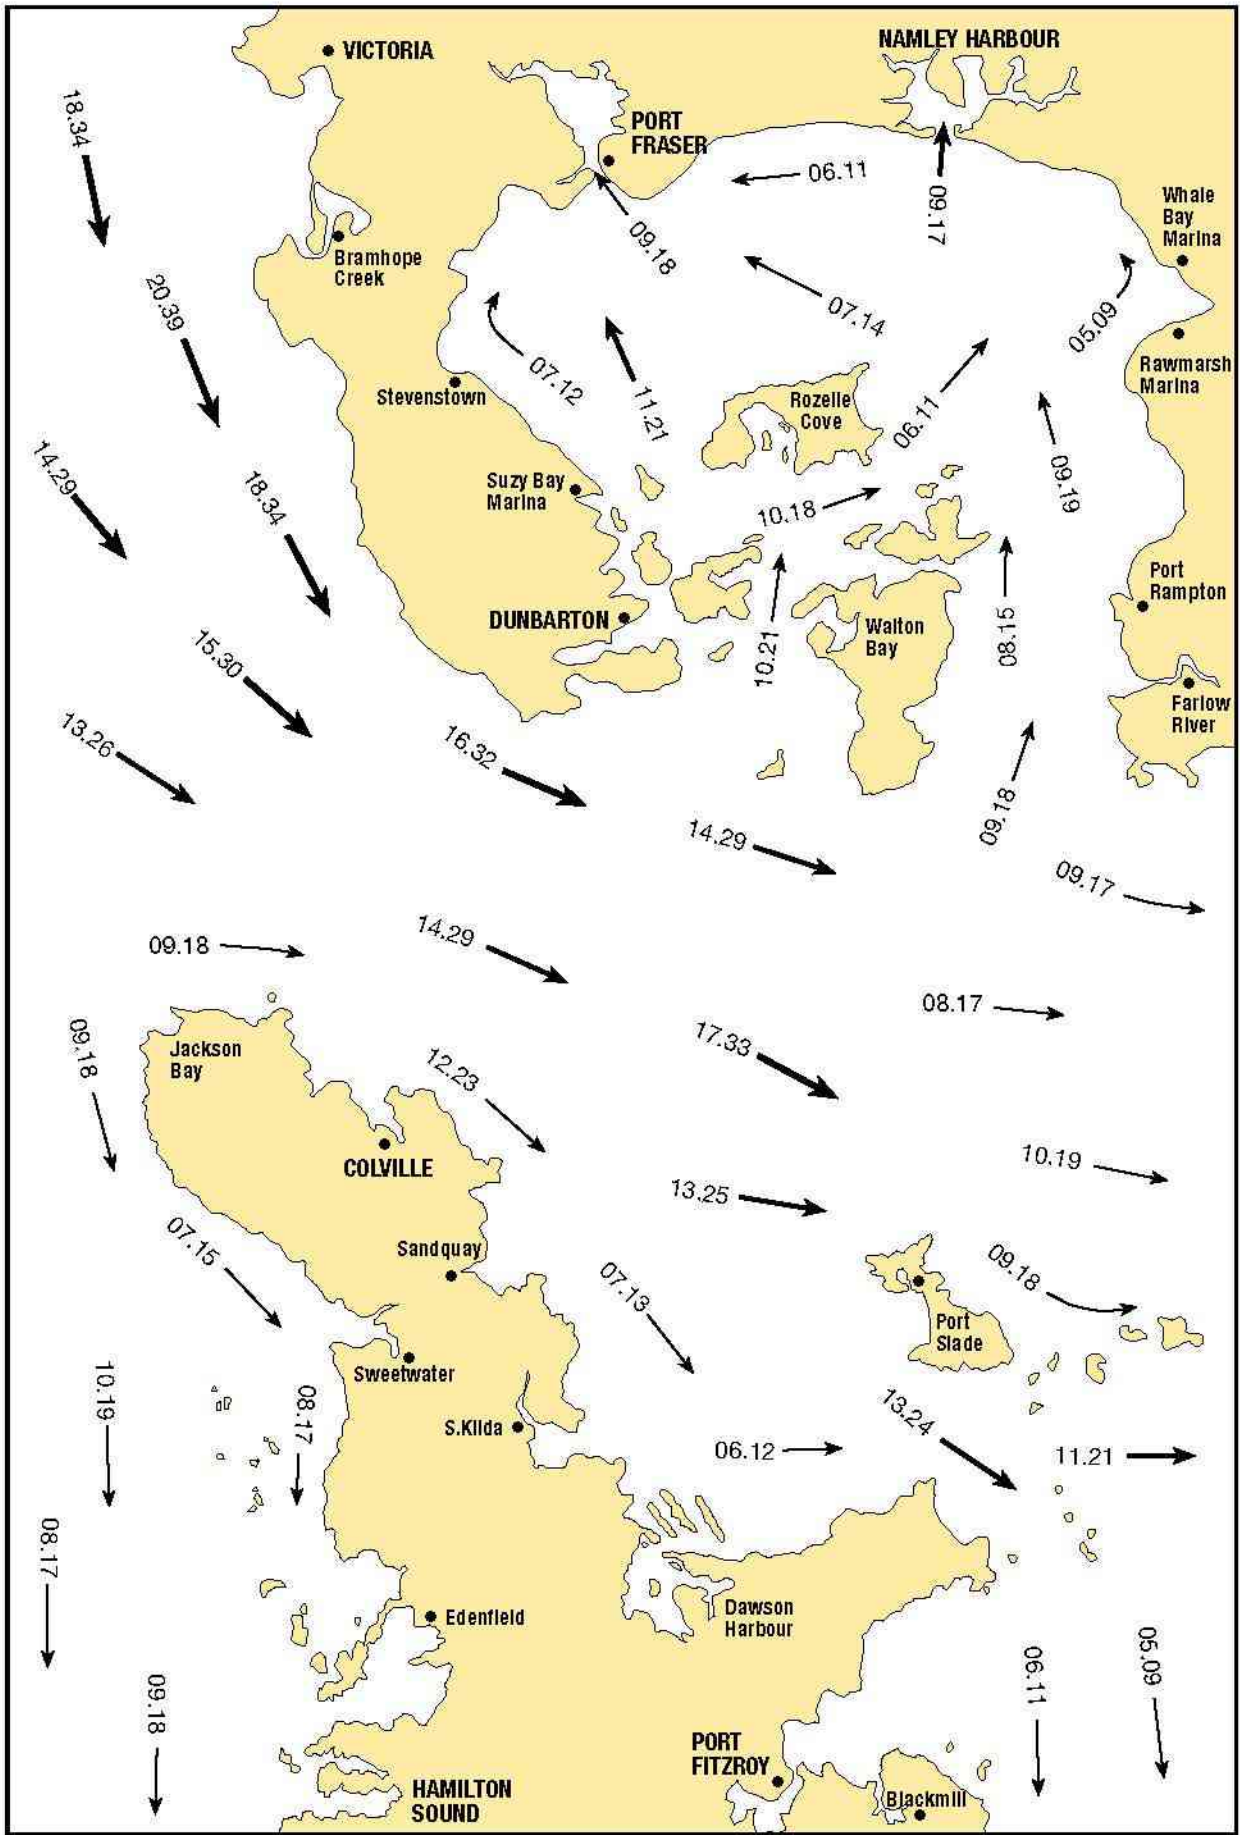 NAMLEY HARBOUR
VICTORIA
18.34
PORT
FRASER
06.11
09.17
Whale
Bay
Marina
09.18
Bramhope
Creek
20.39
07.14
05.09
07.12
Rawmarsh
Marina
Stevenstown
11.21
Rozelle
Cove
06.11
14.29
18.34
Suzy Bay
Marina
10.18
09.19
Port
Rampton
DUNBARTON
Walton
Bay
08.15
10.21
15.30
Farlow
River
13.26
16.32
09.18
14.29
09.17
09.18
14.29
08.17
09.18
Jackson
Bay
17.33
12.23
COLVILLE
10.19
13.25
07.15
Sandquay
07.13
09.18
Port
Slade
Sweetwater
10.19
08.17
S.Kilda
13.24
06.12
11.21
08.17
Edenfield
Dawson
Harbour
09.18
06.11
05.09
PORT
FITZROY
HAMILTON
SOUND
Blackmill